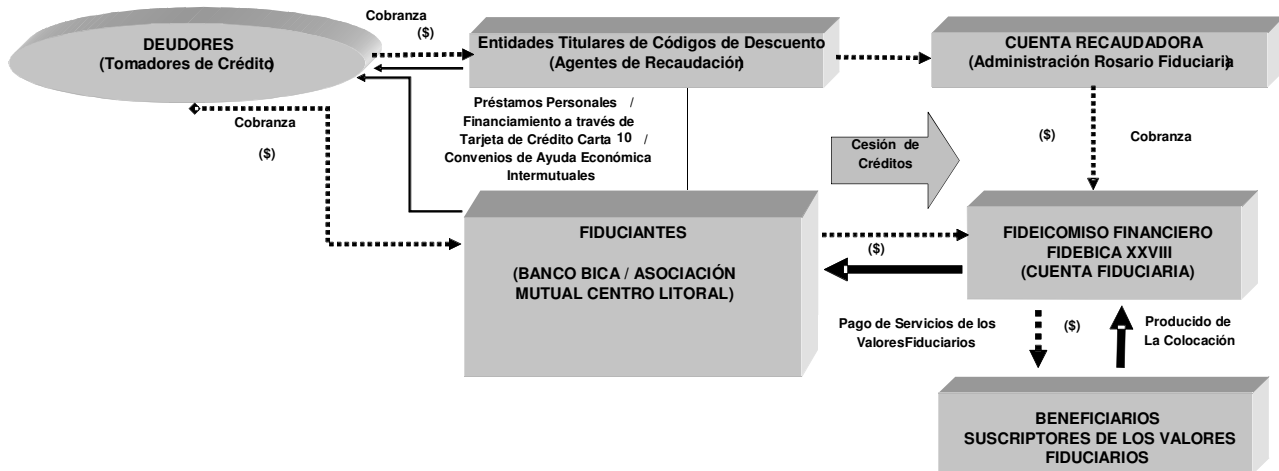 Cobranza
($)
DEUDORES
(Tomadores de Crédito)
Entidades Titulares de Códigos de Descuento
(Agentes de Recaudación)
CUENTA RECAUDADORA
(Administración Rosario Fiduciaria)
Cobranza
($)
Préstamos Personales /
Financiamiento a través de
Tarjeta de Crédito Carta 10 /
Convenios de Ayuda Económica
Intermutuales
Cesión de
Créditos
($)
Cobranza
FIDUCIANTES
(BANCO BICA / ASOCIACIÓN
MUTUAL CENTRO LITORAL)
($)
FIDEICOMISO FINANCIERO
FIDEBICA XXVIII
(CUENTA FIDUCIARIA)
Pago de Servicios de los
ValoresFiduciarios
($)
Producido de
La Colocación
BENEFICIARIOS
SUSCRIPTORES DE LOS VALORES
FIDUCIARIOS